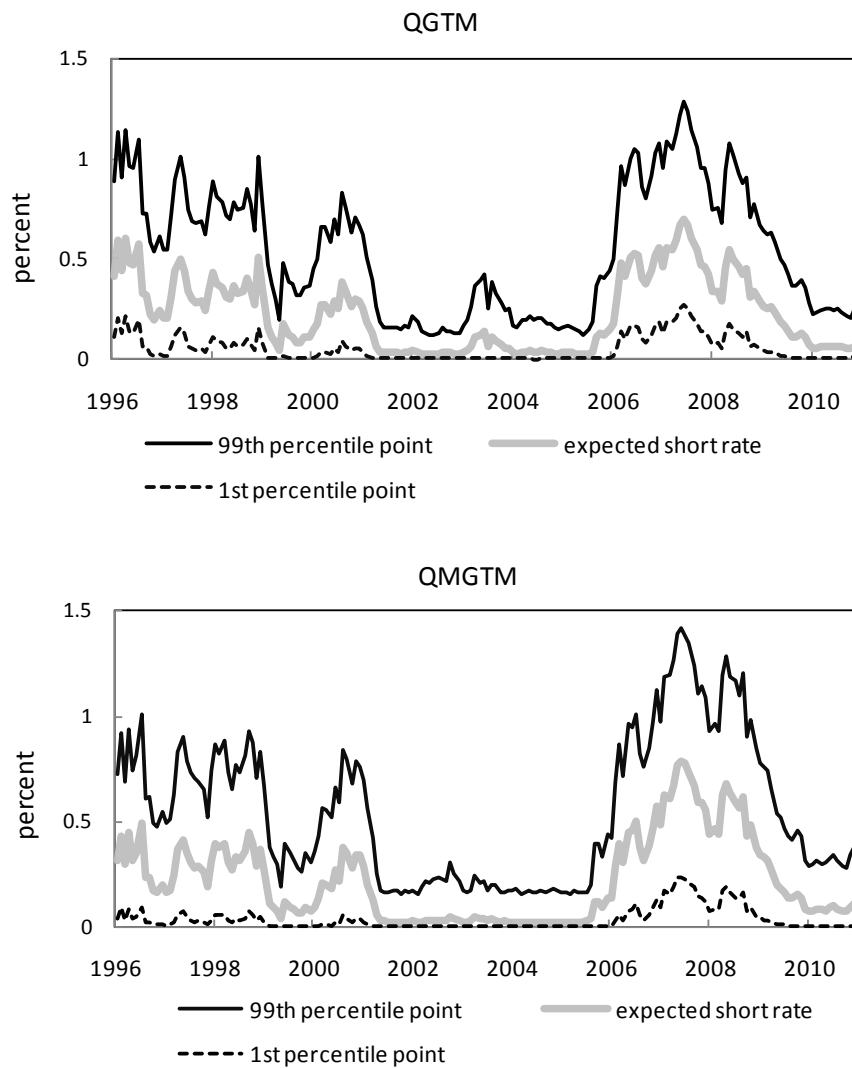 QGTM
1.5
1
0.5
0
percent
1996 1998 2000 2002 2004 2006 2008 2010
99th percentile point expected short rate
1st percentile point
QMGTM
1.5
1
0.5
0
percent
1996 1998 2000 2002 2004 2006 2008 2010
99th percentile point expected short rate
1st percentile point